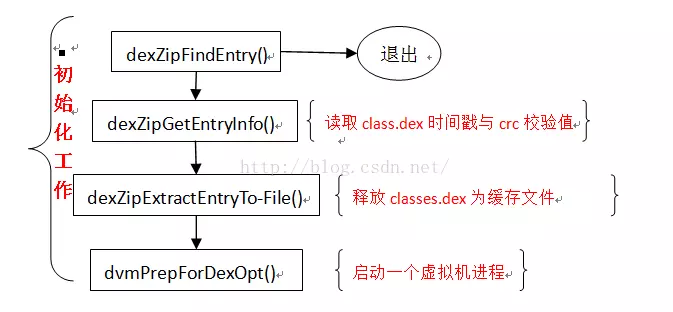 dexZipFindEntry()
退出
初始化工作
dexZipGetEntryInfo()
读取 class.dex 时间戳与 crc 校验值
http://blog.csdn.net/
dexZipExtractEntryTo-File()
释放 classes.dex 为缓存文件
dvmPrepForDexOpt()
启动一个虚拟机进程